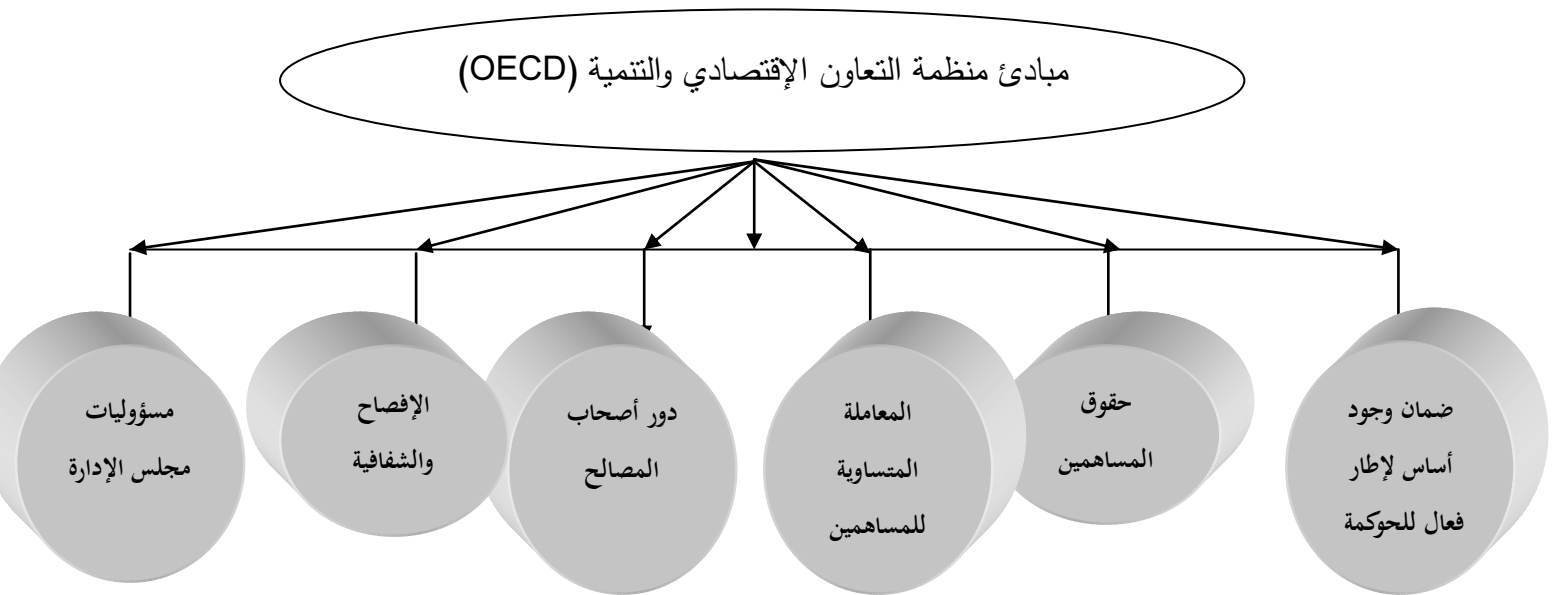 مبادئ منظمة التعاون الإقتصادي والتنمية (OECD)
ضمان وجود
أساس لإطار
فعال للحوكمة
حقوق
المساهمين
المعاملة
المتساوية
للمساهمين
دور أصحاب
المصالح
الإفصاح
والشفافية
مسؤوليات
مجلس الإدارة